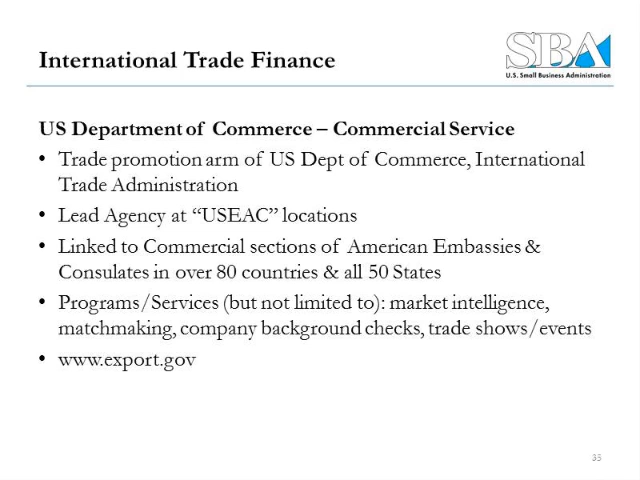 International Trade Finance
SBA
U.S. Small Business Administration
US Department of Commerce – Commercial Service
• Trade promotion arm of US Dept of Commerce, International
Trade Administration
• Lead Agency at “USEAC” locations
• Linked to Commercial sections of American Embassies &
Consulates in over 80 countries & all 50 States
• Programs/Services (but not limited to): market intelligence,
matchmaking, company background checks, trade shows/events
• www.export.gov
33